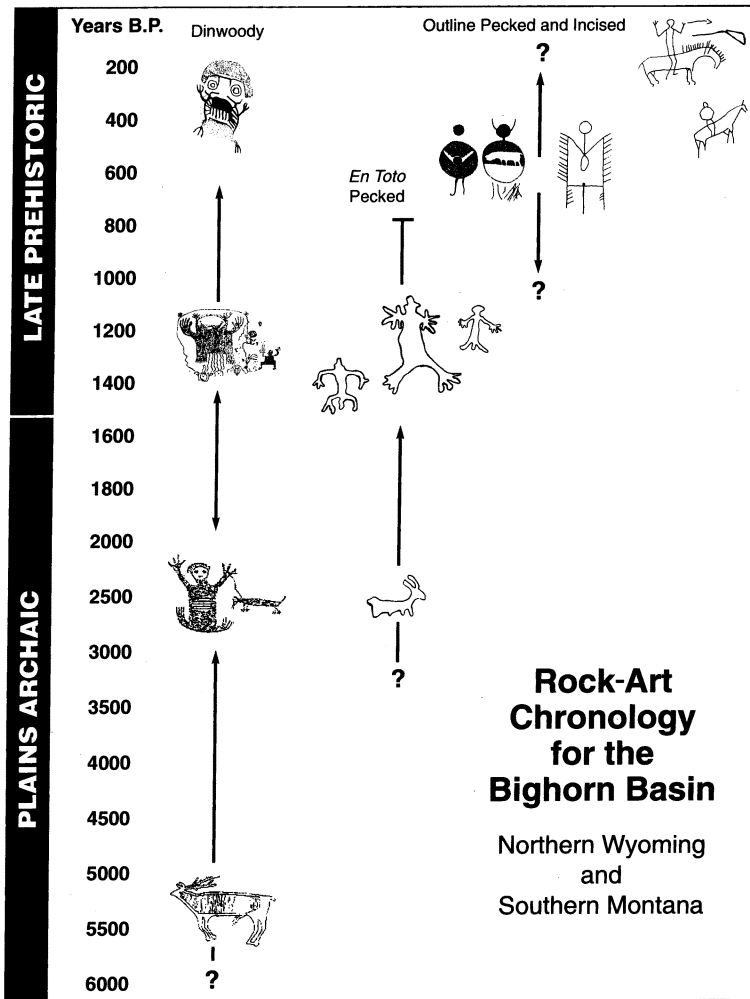 Years B.P.
Dinwoody
Outline Pecked and Incised
?
200
400
600
En Toto
Pecked
800
1000
?
1200
1400
LATE PREHISTORIC
1600
1800
2000
2500
3000
?
3500
4000
4500
5000
5500
?
6000
PLAINS ARCHAIC
Rock-Art
Chronology
for the
Bighorn Basin
Northern Wyoming
and
Southern Montana